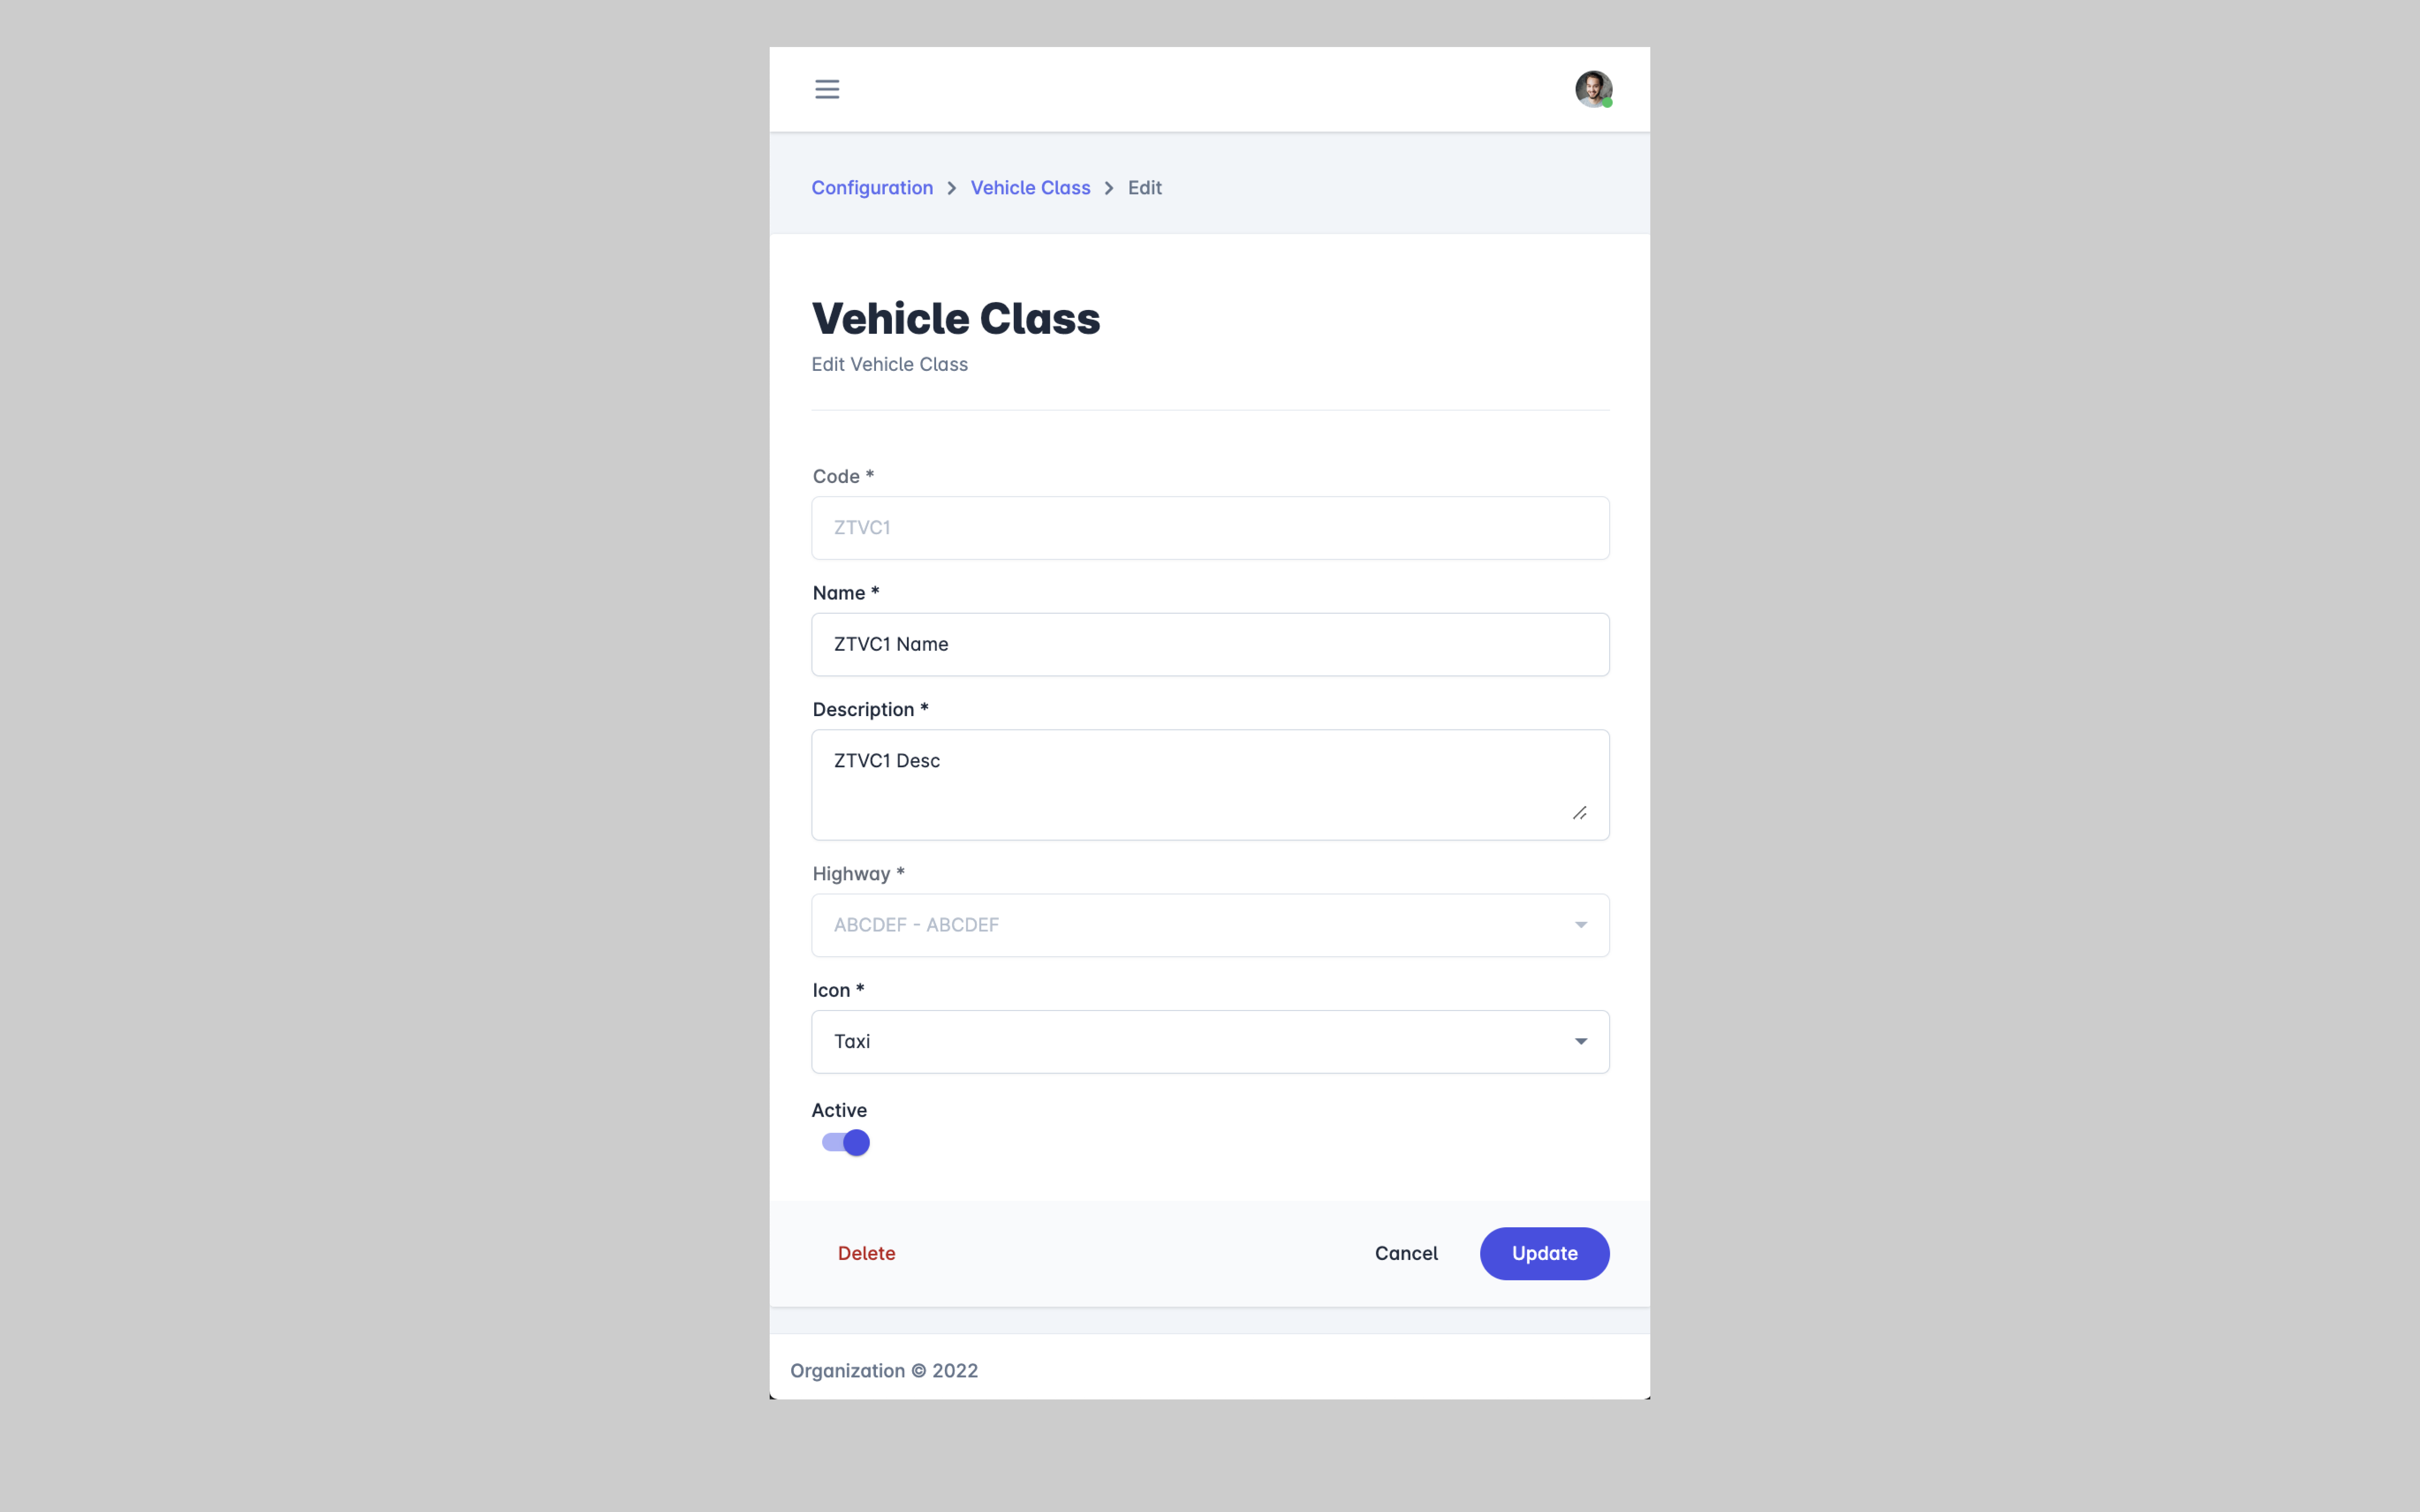 Configuration > Vehicle Class > Edit
Vehicle Class
Edit Vehicle Class
Code *
ZTVC1
Name *
ZTVC1 Name
Description *
ZTVC1 Desc
Highway *
ABCDEF - ABCDEF
Icon *
Taxi
Active
Delete Cancel Update
Organization © 2022